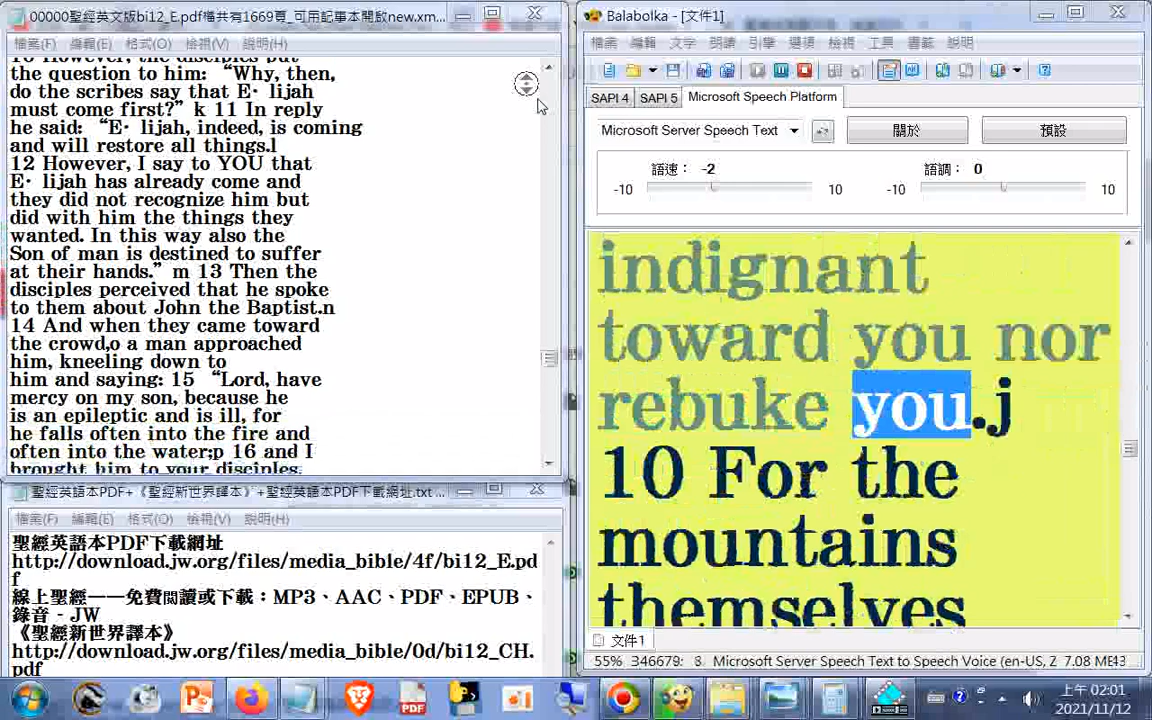 00000聖經英文版bi12_E.pdf檔共有1669頁_可用記事本開啟new.xm...
檔案(F) 編輯(E) 格式(O) 檢視(V) 說明(H)
the question to him: “Why, then,
do the scribes say that E· lijah
must come first?” k 11 In reply
he said: “E· lijah, indeed, is coming
and will restore all things.l
12 However, I say to YOU that
E· lijah has already come and
they did not recognize him but
did with him the things they
wanted. In this way also the
Son of man is destined to suffer
at their hands.” m 13 Then the
disciples perceived that he spoke
to them about John the Baptist.n
14 And when they came toward
the crowd,o a man approached
him, kneeling down to
him and saying: 15 “Lord, have
mercy on my son, because he
is an epileptic and is ill, for
he falls often into the fire and
often into the water;p 16 and I
brought him to your disciples,
聖經英語本PDF+《聖經新世界譯本》+聖經英語本PDF下載網址.txt ...
檔案(F) 編輯(E) 格式(O) 檢視(V) 說明(H)
聖經英語本PDF下載網址
http://download.jw.org/files/media_bible/4f/bi12_E.pd
f
線上聖經——免費閱讀或下載：MP3、AAC、PDF、EPUB、
錄音 - JW
《聖經新世界譯本》
http://download.jw.org/files/media_bible/0d/bi12_CH.
pdf
Balabolka - [文件1]
檔案 編輯 文字 朗讀 引擎 選項 檢視 工具 書籤 說明
SAPI 4 SAPI 5 Microsoft Speech Platform
Microsoft Server Speech Text 關於 預設
語速： -2 語調： 0
-10 10 -10 10
indignant
toward you nor
rebuke you.j
10 For the
mountains
themselves
文件1
55% 346679: 8 Microsoft Server Speech Text to Speech Voice (en-US, Z 7.08 ME
上午 02:01
2021/11/12